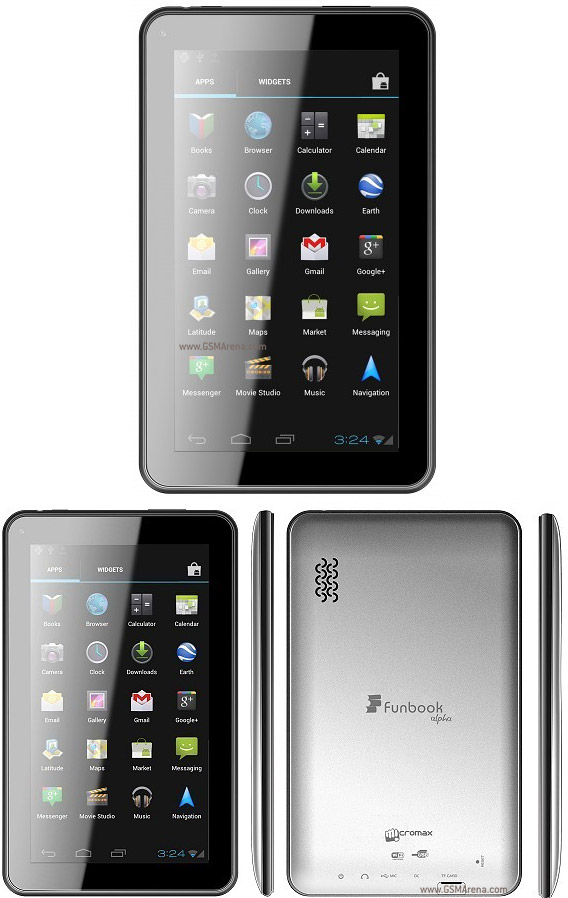 APPS WIDGETS
Books Browser Calculator Calendar
Camera Clock Downloads Earth
Email Gallery Gmail Google+
Latitude Maps Market Messaging
www.GSMArena.com
Messenger Movie Studio Music Navigation
3:24
APPS WIDGETS
Books Browser Calculator Calendar
Camera Clock Downloads Earth
Email Gallery Gmail Google+
Latitude Maps Market Messaging
Messenger Movie Studio Music Navigation
3:24
Funbook
alpha
cromax
MIC DC TF CARD
RESET
www.GSMArena.com